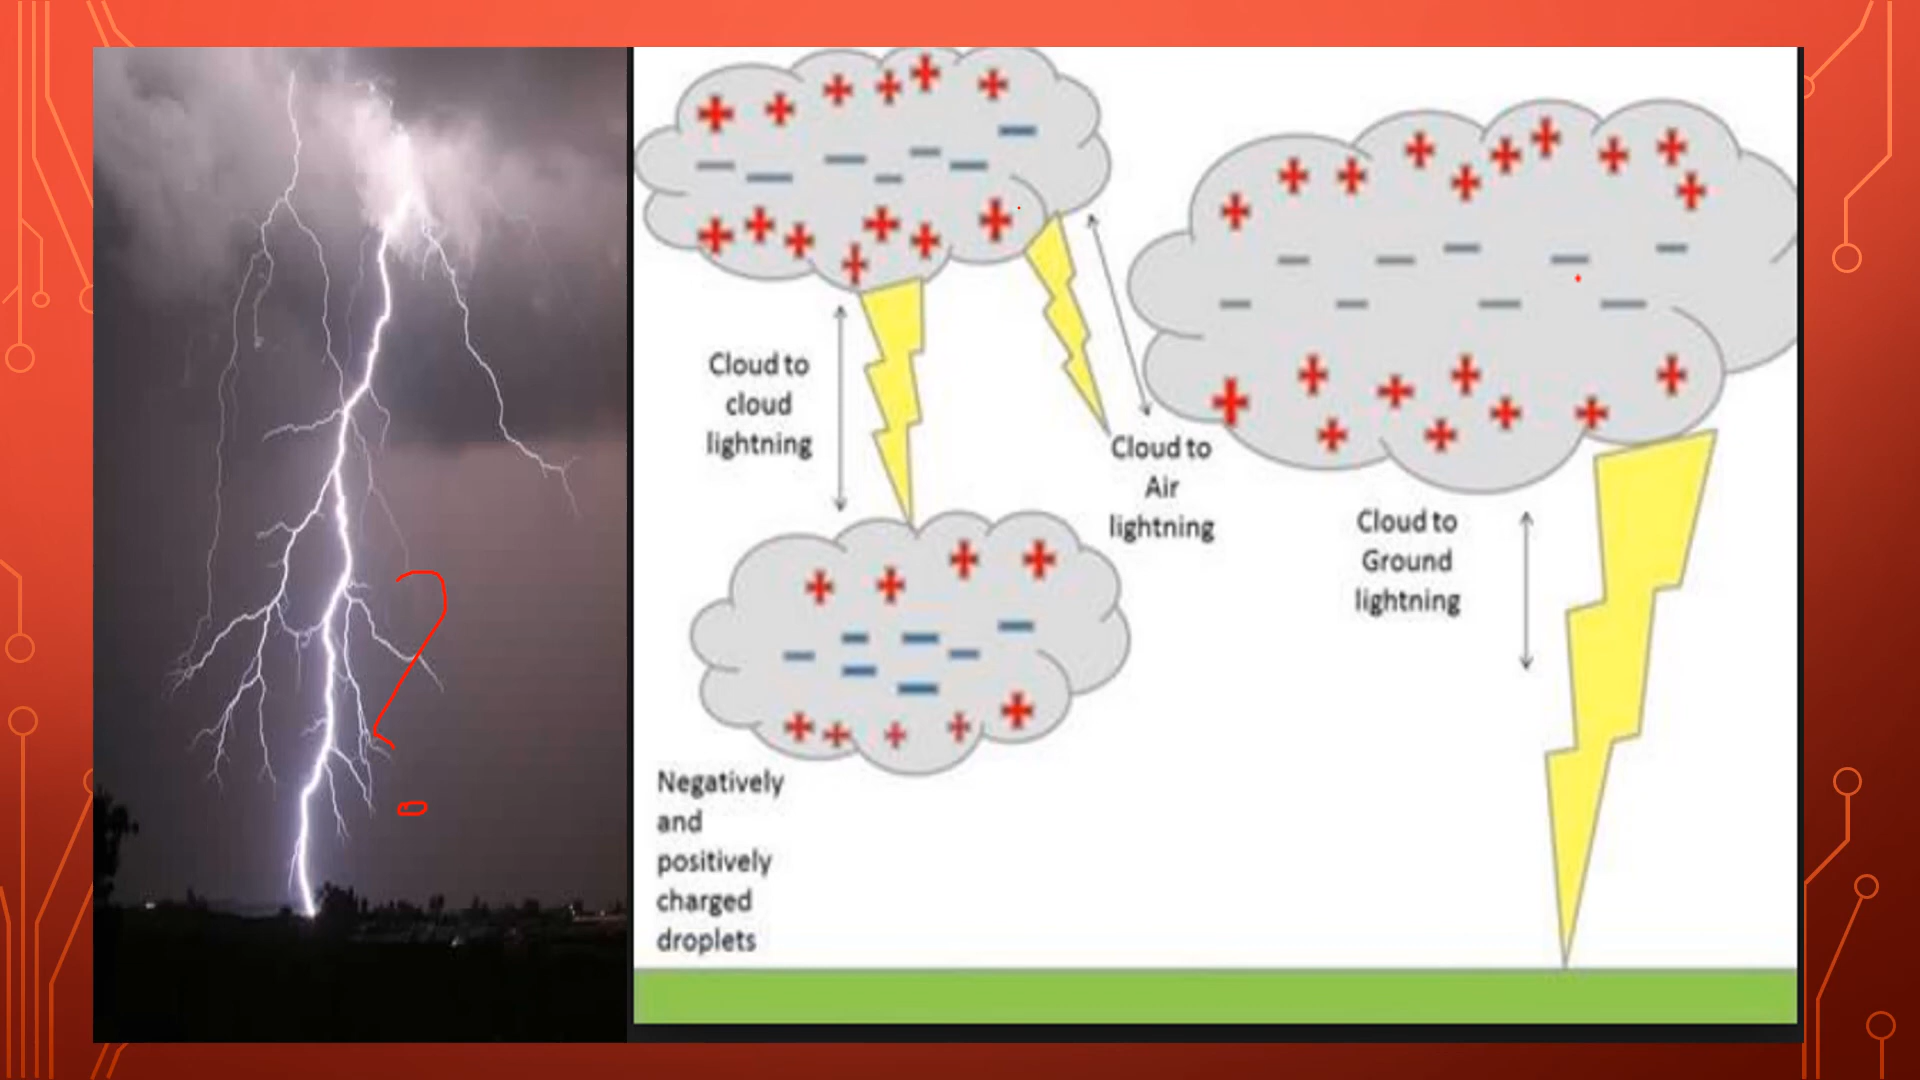 Cloud to
cloud
lightning
Cloud to
Air
lightning
Cloud to
Ground
lightning
Negatively
and
positively
charged
droplets